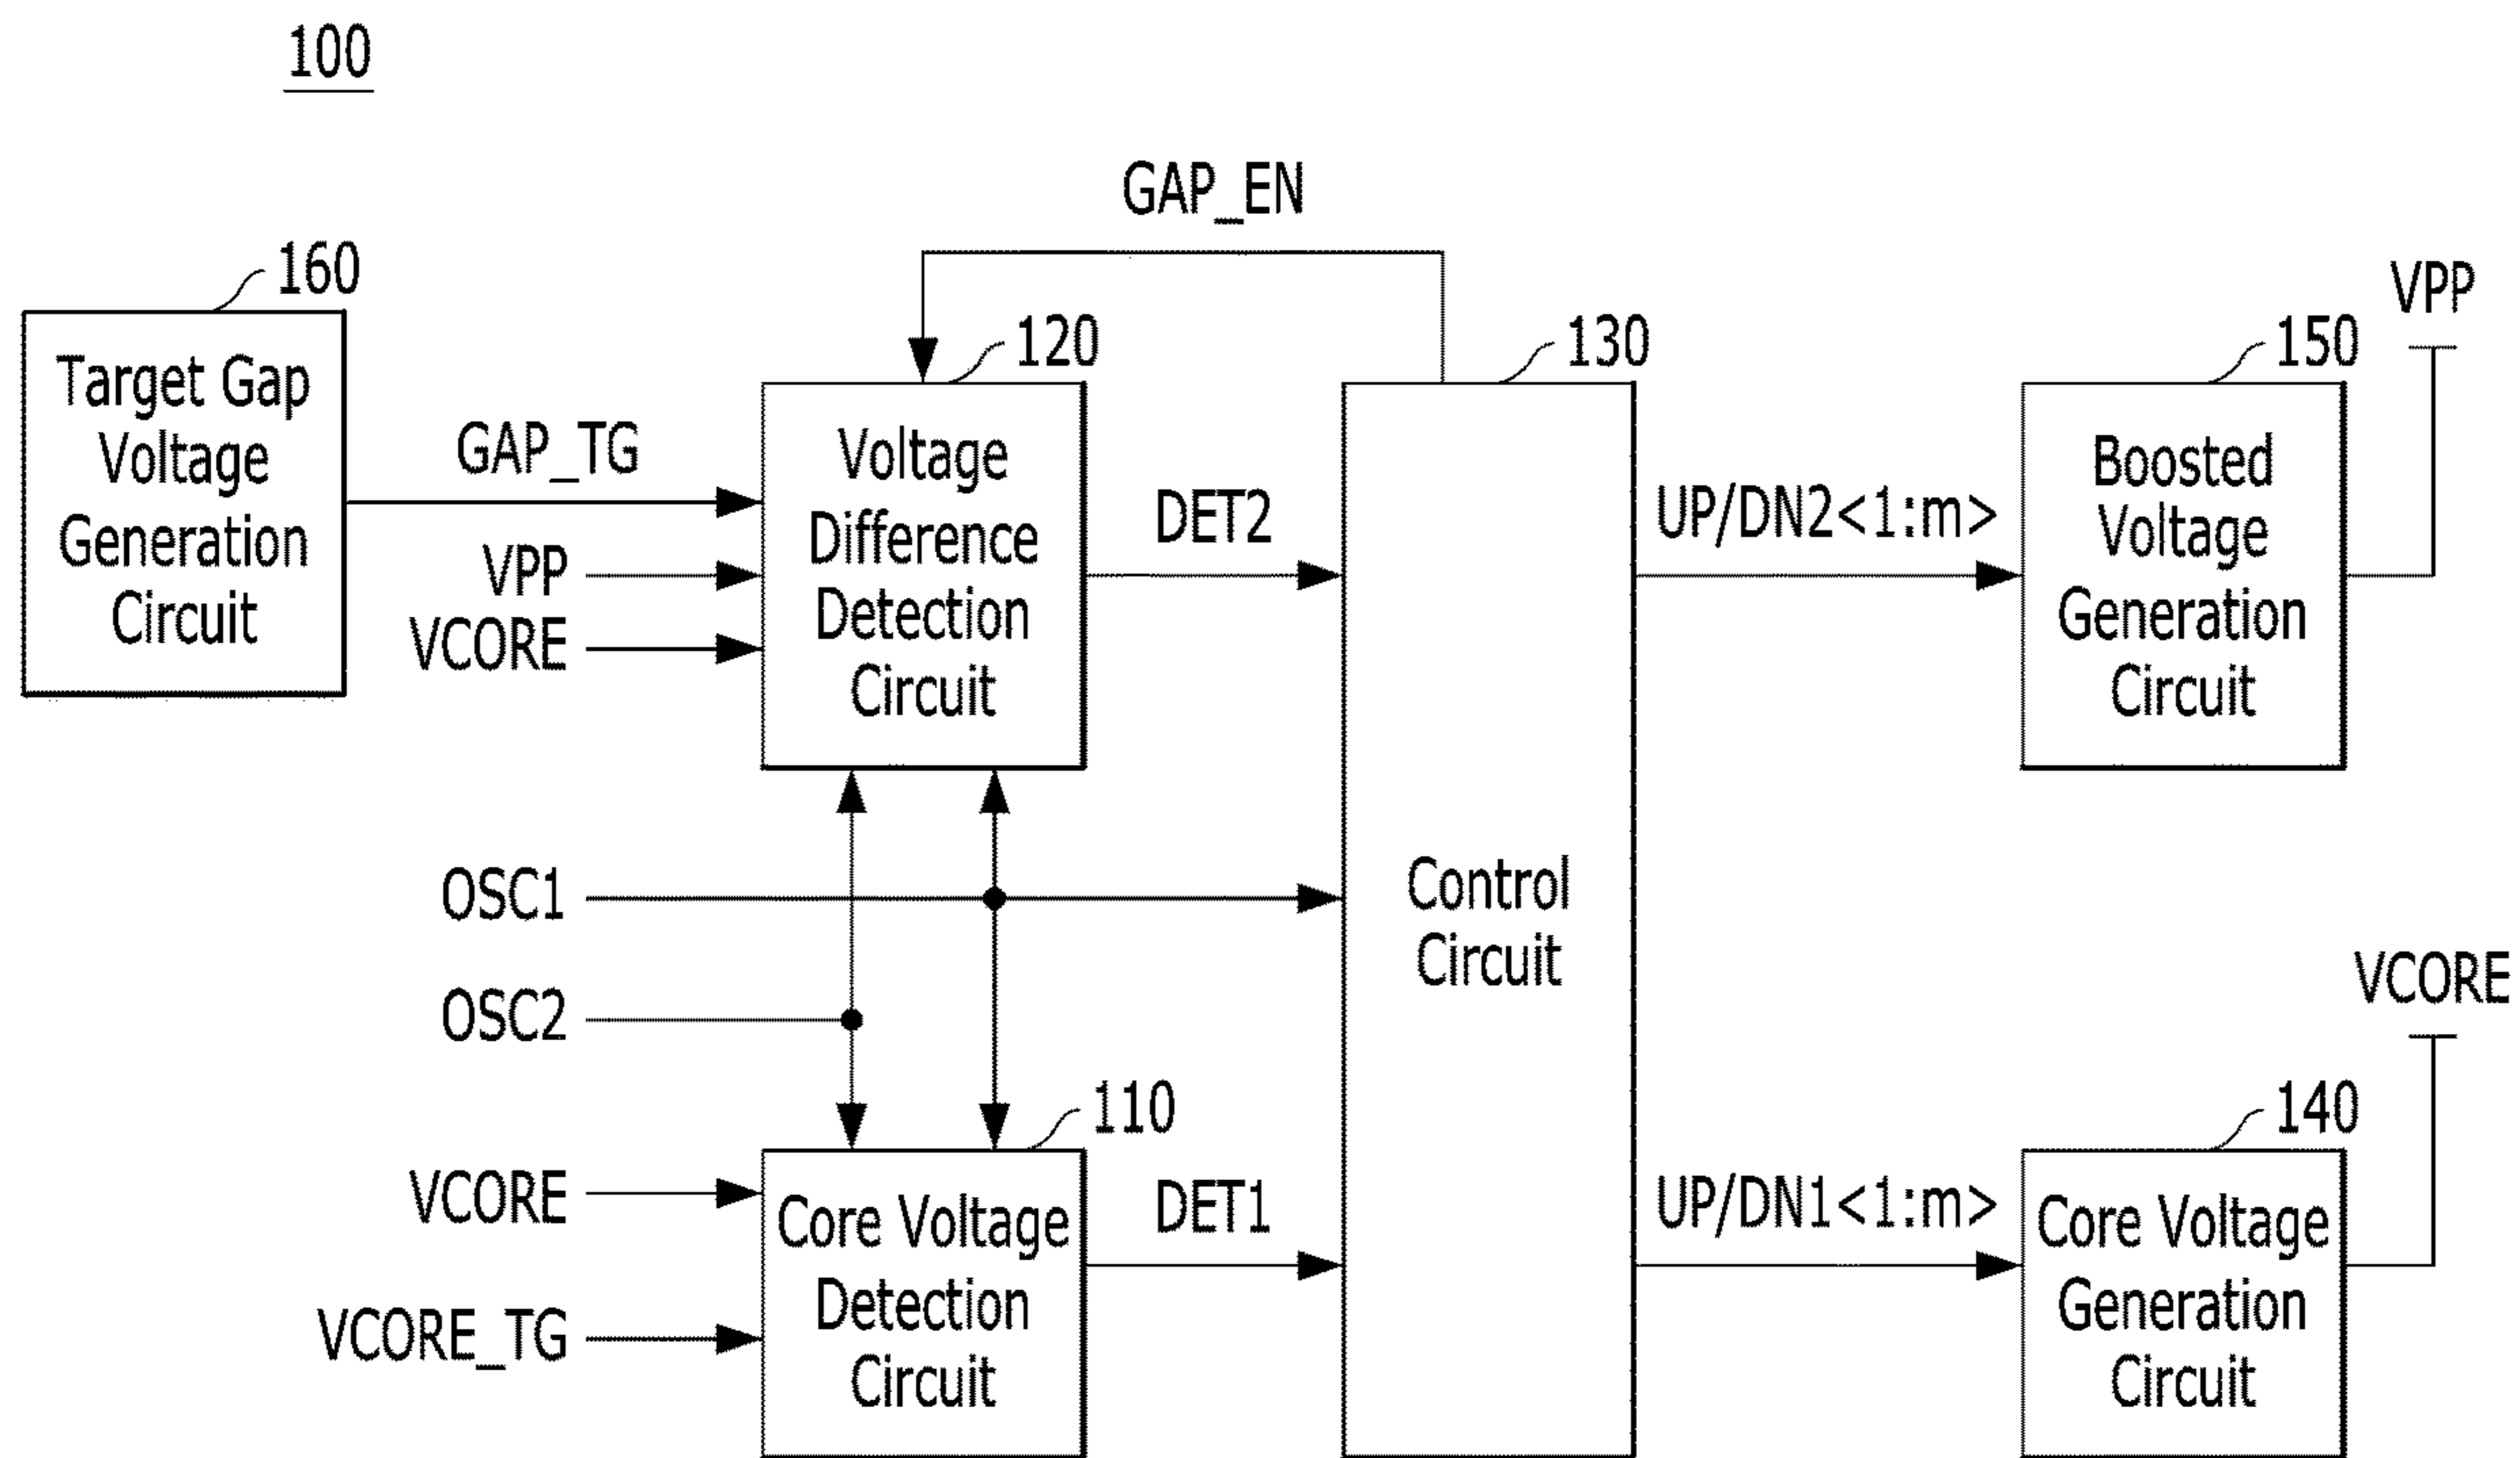 100
GAP_EN
160
Target Gap
Voltage
Generation
Circuit
GAP_TG
VPP
VCORE
120
Voltage
Difference
Detection
Circuit
DET2
130
Control
Circuit
UP/DN2<1:m>
150
Boosted
Voltage
Generation
Circuit
VPP
OSC1
OSC2
VCORE
VCORE_TG
110
Core Voltage
Detection
Circuit
DET1
UP/DN1<1:m>
140
Core Voltage
Generation
Circuit
VCORE